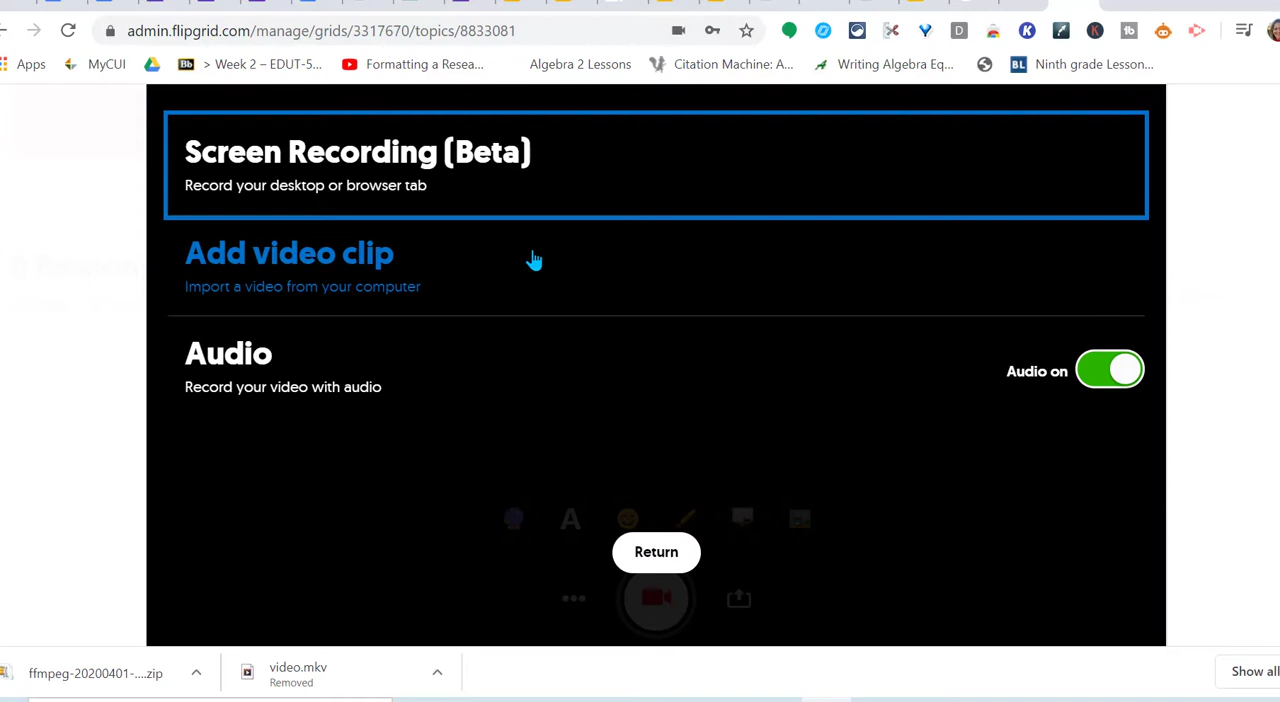 admin.flipgrid.com/manage/grids/3317670/topics/8833081
Apps MyCUI Bb > Week 2 – EDUT-5... Formatting a Resea... Algebra 2 Lessons Citation Machine: A... Writing Algebra Eq... BL Ninth grade Lesson...
Screen Recording (Beta)
Record your desktop or browser tab
Add video clip
Import a video from your computer
Audio
Record your video with audio
Audio on
A
Return
ffmpeg-20200401-....zip
video.mkv
Removed
Show all